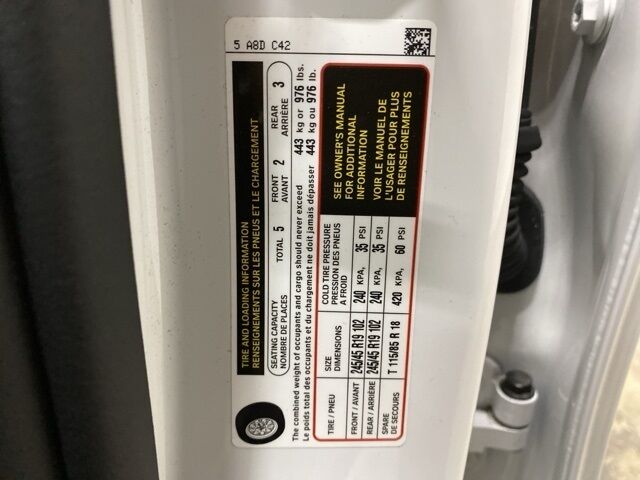 5 A8D C42
TIRE AND LOADING INFORMATION
RENSEIGNEMENTS SUR LES PNEUS ET LE CHARGEMENT
SEATING CAPACITY
NOMBRE DE PLACES
TOTAL 5
FRONT
AVANT 2
REAR
ARRIÈRE 3
The combined weight of occupants and cargo should never exceed 443 kg or 976 lbs.
Le poids total des occupants et du chargement ne doit jamais dépasser 443 kg ou 976 lb.
TIRE / PNEU
SIZE
DIMENSIONS
COLD TIRE PRESSURE
PRESSION DES PNEUS
A FROID
FRONT / AVANT 245/45 R19 102 240 KPA, 35 PSI
REAR / ARRIÈRE 245/45 R19 102 240 KPA, 35 PSI
SPARE
DE SECOURS T 115/85 R 18 420 KPA, 60 PSI
SEE OWNER'S MANUAL
FOR ADDITIONAL
INFORMATION
VOIR LE MANUEL DE
L'USAGER POUR PLUS
DE RENSEIGNEMENTS